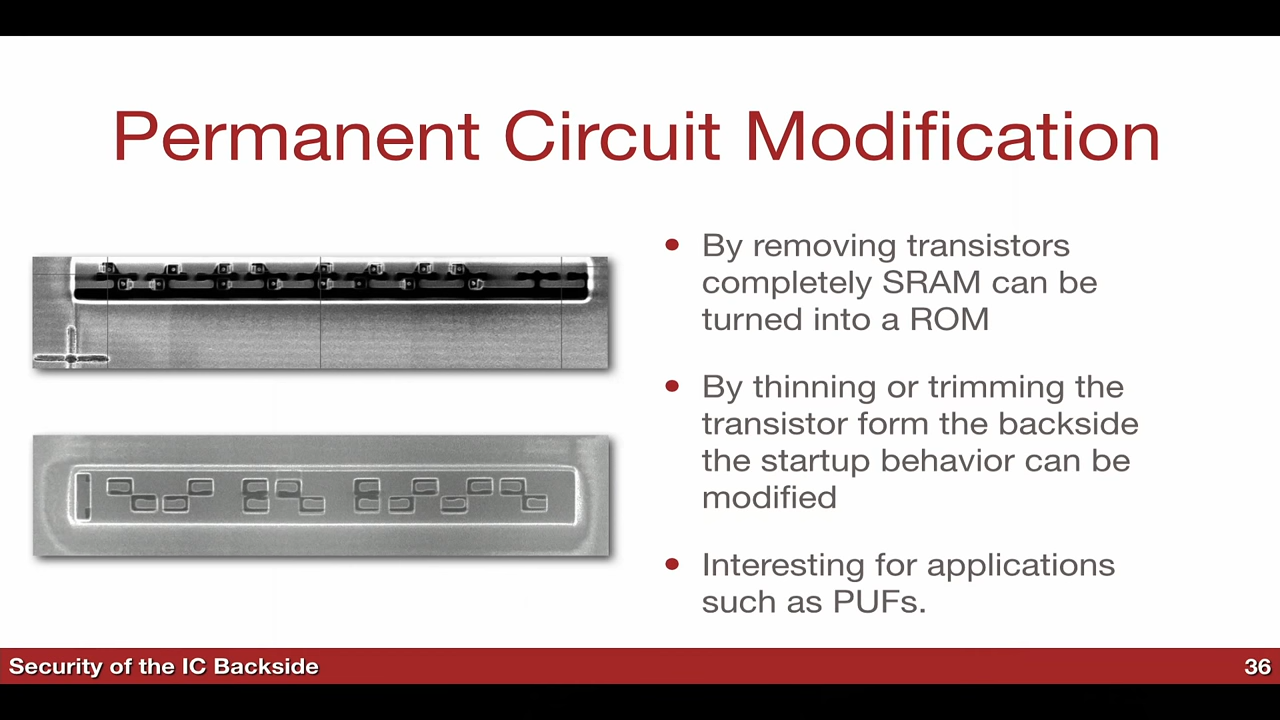 Permanent Circuit Modification
• By removing transistors
completely SRAM can be
turned into a ROM
• By thinning or trimming the
transistor form the backside
the startup behavior can be
modified
• Interesting for applications
such as PUFs.
Security of the IC Backside
36